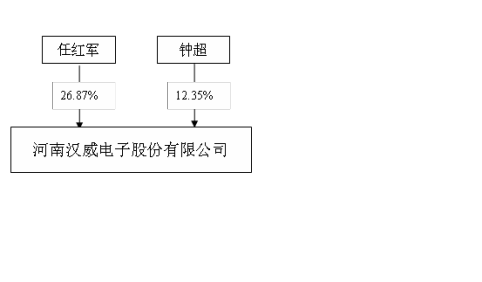 任红军
钟超
26.87%
12.35%
河南汉威电子股份有限公司